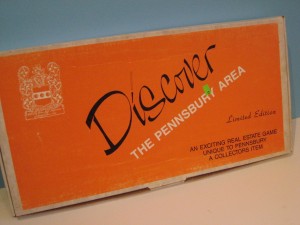 Discover
THE PENNSBURY AREA
Limited Edition
AN EXCITING REAL ESTATE GAME
UNIQUE TO PENNSBURY
A COLLECTORS ITEM